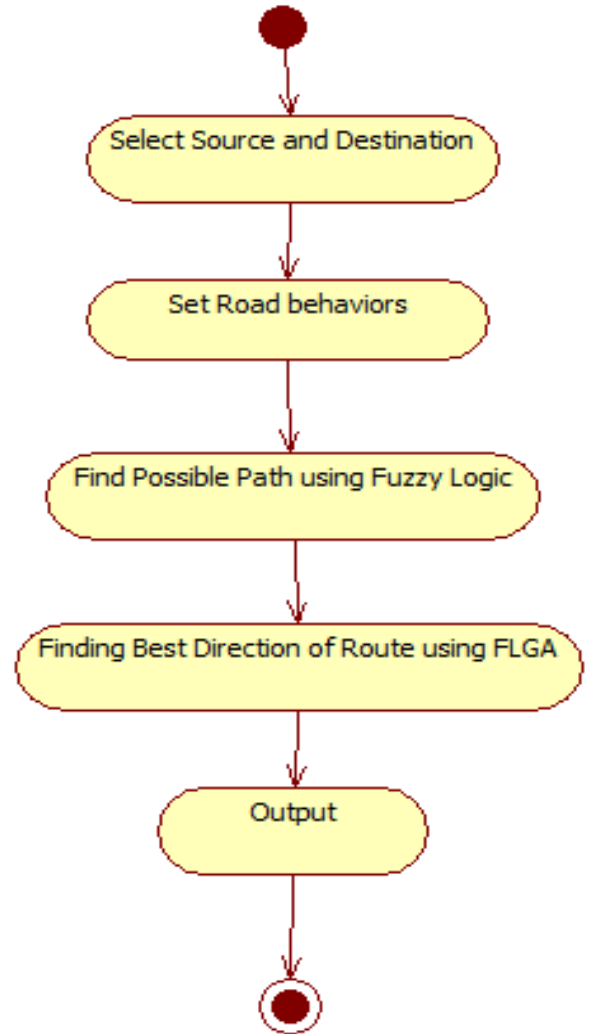 Select Source and Destination
Set Road behaviors
Find Possible Path using Fuzzy Logic
Finding Best Direction of Route using FLGA
Output